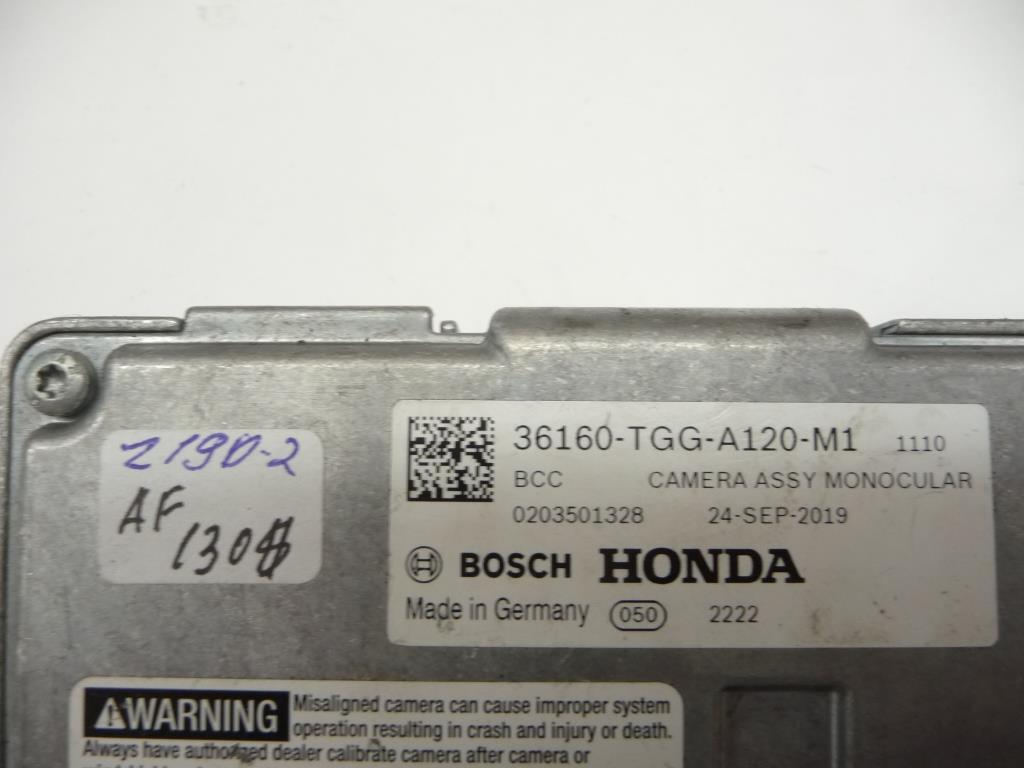 Z190-2
AF
130$
36160-TGG-A120-M1 1110
BCC CAMERA ASSY MONOCULAR
0203501328 24-SEP-2019
BOSCH HONDA
Made in Germany 050 2222
WARNING
Misaligned camera can cause improper system
operation resulting in crash and injury or death.
Always have authorized dealer calibrate camera after camera or